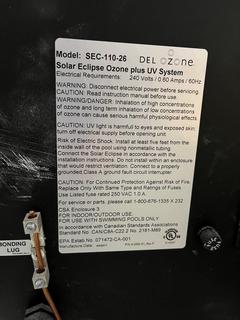 Model: SEC-110-26
DEL OZONE
Solar Eclipse Ozone plus UV System
Electrical Requirements: 240 Volts / 0.60 Amps / 60Hz
WARNING: Disconnect electrical power before servicing.
CAUTION: Read instruction manual before use.
WARNING/DANGER: Inhalation of high concentrations
of ozone and long term inhalation of low concentrations
of ozone can cause serious harmful physiological effects.
CAUTION: UV light is harmful to eyes and exposed skin,
turn off electrical supply before opening unit.
Risk of Electric Shock: Install at least five feet from the
inside wall of the pool using nonmetallic tubing.
Connect the Solar Eclipse in accordance with the
installation instructions. Do not install within an enclosure
that would restrict ventilation. Connect to a properly
grounded Class A ground fault circuit interrupter.
CAUTION: For Continued Protection Against Risk of Fire.
Replace Only With Same Type and Ratings of Fuses.
Use Listed fuse rated 250 VAC 1.0 A.
For service or parts, please call 1-800-676-1335 X 232
CSA Enclosure 3
FOR INDOOR/OUTDOOR USE.
FOR USE WITH SWIMMING POOLS ONLY
In accordance with Canadian Standards Associations
Standard No. CAN/C&A-C22.2 No. 218.1-M89
EPA Estab No. 071472-CA-001
Manufacture Date:
BONDING
LUG